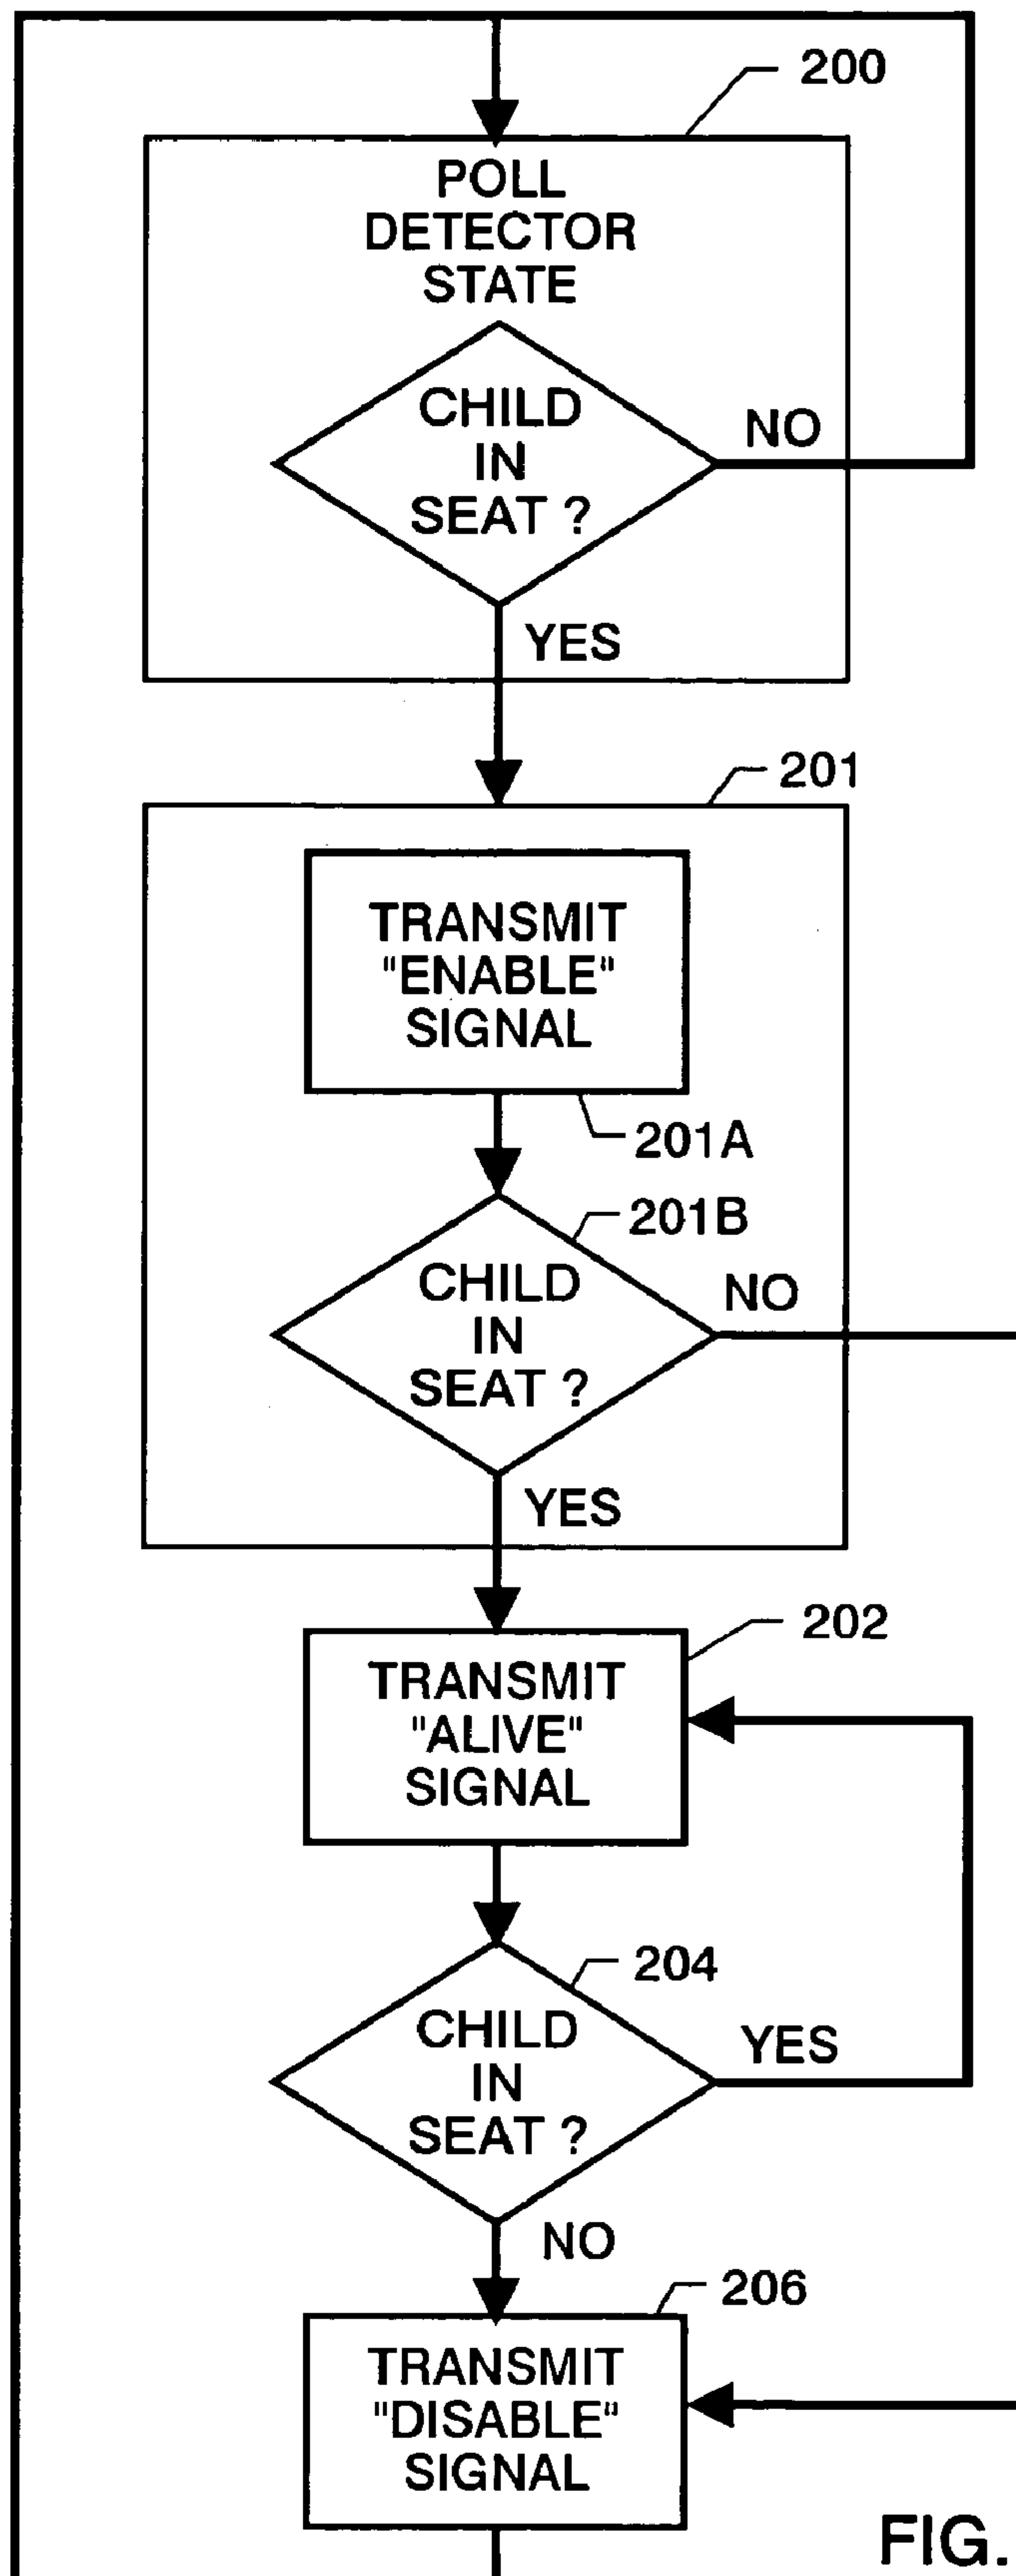 200
POLL
DETECTOR
STATE
CHILD
IN
SEAT ?
NO
YES
201
TRANSMIT
"ENABLE"
SIGNAL
201A
201B
CHILD
IN
SEAT ?
NO
YES
202
TRANSMIT
"ALIVE"
SIGNAL
204
CHILD
IN
SEAT ?
YES
NO
206
TRANSMIT
"DISABLE"
SIGNAL
FIG.